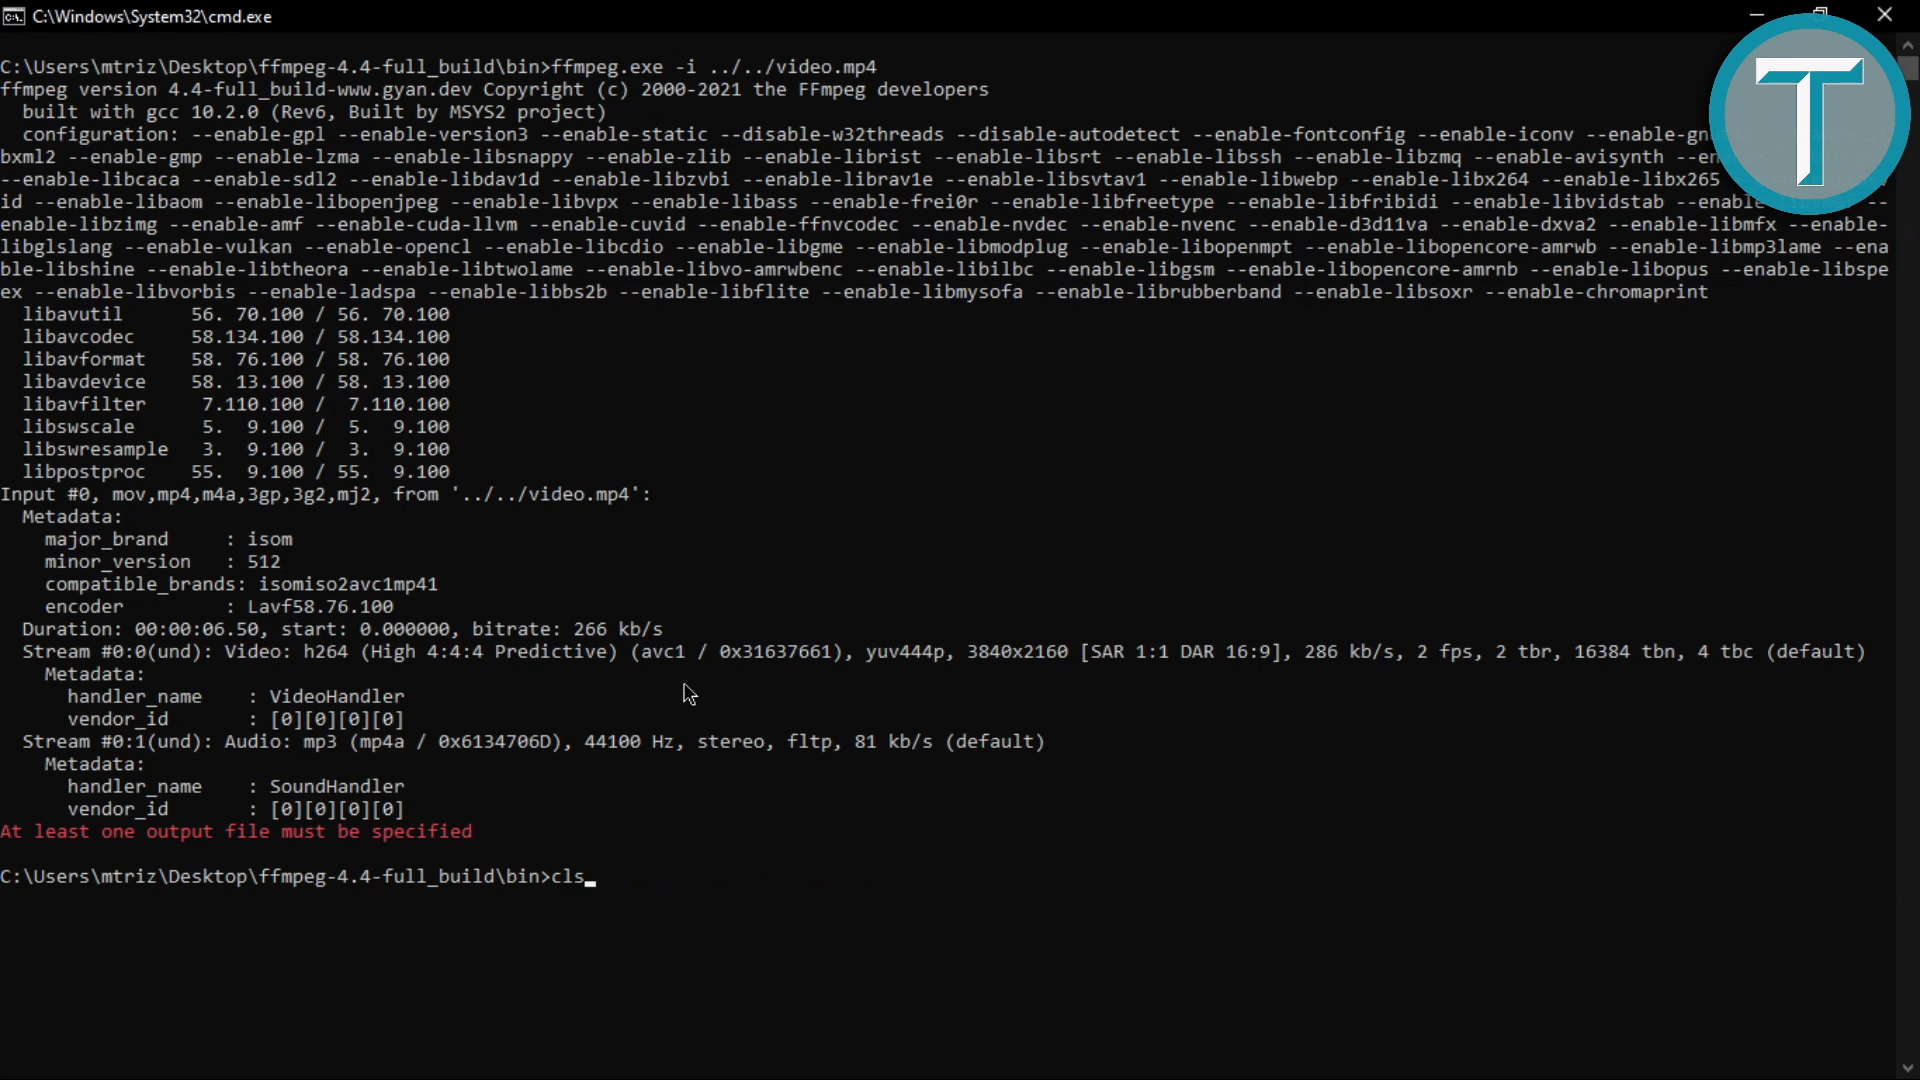 C:\Windows\System32\cmd.exe
C:\Users\mtriz\Desktop\ffmpeg-4.4-full_build\bin>ffmpeg.exe -i ../../video.mp4
ffmpeg version 4.4-full_build-www.gyan.dev Copyright (c) 2000-2021 the FFmpeg developers
built with gcc 10.2.0 (Rev6, Built by MSYS2 project)
configuration: --enable-gpl --enable-version3 --enable-static --disable-w32threads --disable-autodetect --enable-fontconfig --enable-iconv
bxml2 --enable-gmp --enable-lzma --enable-libsnappy --enable-zlib --enable-librist --enable-libsrt --enable-libssh --enable-libzmq --enable-avisynth
--enable-libcaca --enable-sdl2 --enable-libdav1d --enable-libzvbi --enable-librav1e --enable-libsvtav1 --enable-libwebp --enable-libx264 --enable-libx265
id --enable-libaom --enable-libopenjpeg --enable-libvpx --enable-libass --enable-frei0r --enable-libfreetype --enable-libfribidi --enable-libvidstab --
enable-libzimg --enable-amf --enable-cuda-llvm --enable-cuvid --enable-ffnvcodec --enable-nvdec --enable-nvenc --enable-d3d11va --enable-dxva2 --enable-libmfx --enable-
libglslang --enable-vulkan --enable-opencl --enable-libcdio --enable-libgme --enable-libmodplug --enable-libopenmpt --enable-libopencore-amrwb --enable-libmp3lame --ena
ble-libshine --enable-libtheora --enable-libtwolame --enable-libvo-amrwbenc --enable-libilbc --enable-libgsm --enable-libopencore-amrnb --enable-libopus --enable-libspe
ex --enable-libvorbis --enable-ladspa --enable-libbs2b --enable-libflite --enable-libmysofa --enable-librubberband --enable-libsoxr --enable-chromaprint
libavutil 56. 70.100 / 56. 70.100
libavcodec 58.134.100 / 58.134.100
libavformat 58. 76.100 / 58. 76.100
libavdevice 58. 13.100 / 58. 13.100
libavfilter 7.110.100 / 7.110.100
libswscale 5. 9.100 / 5. 9.100
libswresample 3. 9.100 / 3. 9.100
libpostproc 55. 9.100 / 55. 9.100
Input #0, mov,mp4,m4a,3gp,3g2,mj2, from '../../video.mp4':
Metadata:
major_brand : isom
minor_version : 512
compatible_brands: isomiso2avc1mp41
encoder : Lavf58.76.100
Duration: 00:00:06.50, start: 0.000000, bitrate: 266 kb/s
Stream #0:0(und): Video: h264 (High 4:4:4 Predictive) (avc1 / 0x31637661), yuv444p, 3840x2160 [SAR 1:1 DAR 16:9], 286 kb/s, 2 fps, 2 tbr, 16384 tbn, 4 tbc (default)
Metadata:
handler_name : VideoHandler
vendor_id : [0][0][0][0]
Stream #0:1(und): Audio: mp3 (mp4a / 0x6134706D), 44100 Hz, stereo, fltp, 81 kb/s (default)
Metadata:
handler_name : SoundHandler
vendor_id : [0][0][0][0]
At least one output file must be specified
C:\Users\mtriz\Desktop\ffmpeg-4.4-full_build\bin>cls
T